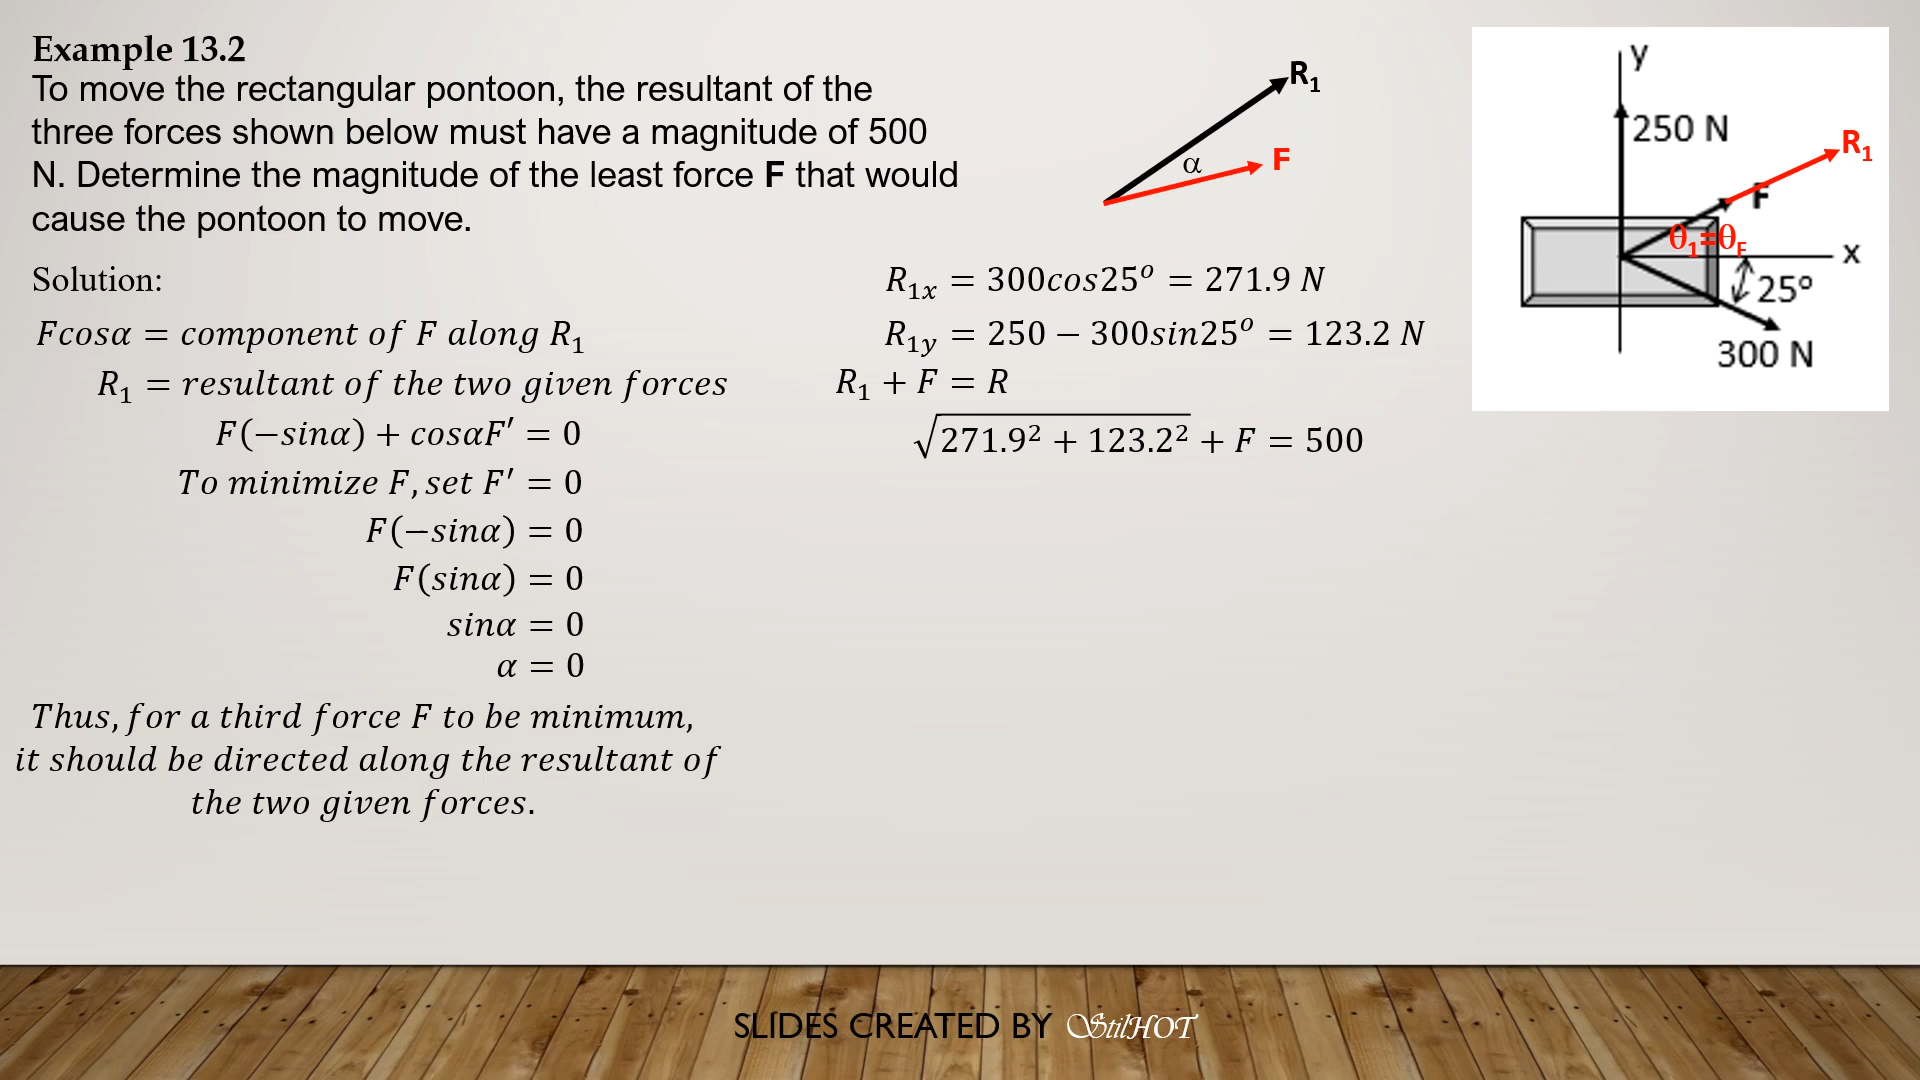 Example 13.2
To move the rectangular pontoon, the resultant of the
three forces shown below must have a magnitude of 500
N. Determine the magnitude of the least force F that would
cause the pontoon to move.
Solution:
Fcosα = component of F along R₁
R₁ = resultant of the two given forces
F(−sinα) + cosαF′ = 0
To minimize F, set F′ = 0
F(−sinα) = 0
F(sinα) = 0
sinα = 0
α = 0
Thus, for a third force F to be minimum,
it should be directed along the resultant of
the two given forces.
R₁
α
F
R₁ₓ = 300cos25ᵒ = 271.9 N
R₁y = 250 − 300sin25ᵒ = 123.2 N
R₁ + F = R
√271.9² + 123.2² + F = 500
y
250 N
R₁
F
θ₁=θF
x
25º
300 N
SLIDES CREATED BY StilHOT